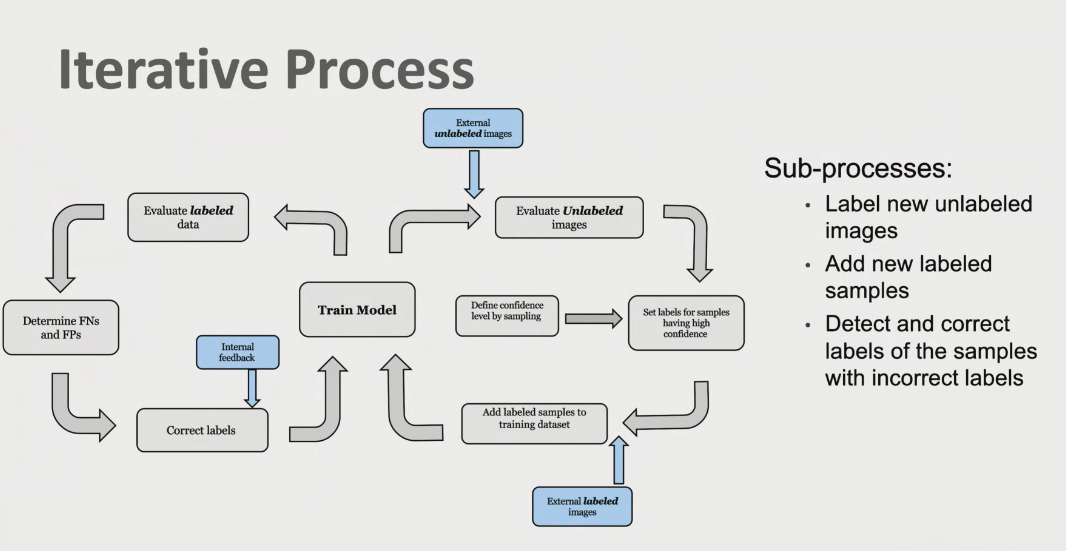 Iterative Process
External
unlabeled images
Evaluate labeled
data
Evaluate Unlabeled
images
Determine FNs
and FPs
Train Model
Define confidence
level by sampling
Set labels for samples
having high
confidence
Internal
feedback
Correct labels
Add labeled samples to
training dataset
External labeled
images
Sub-processes:
• Label new unlabeled
images
• Add new labeled
samples
• Detect and correct
labels of the samples
with incorrect labels